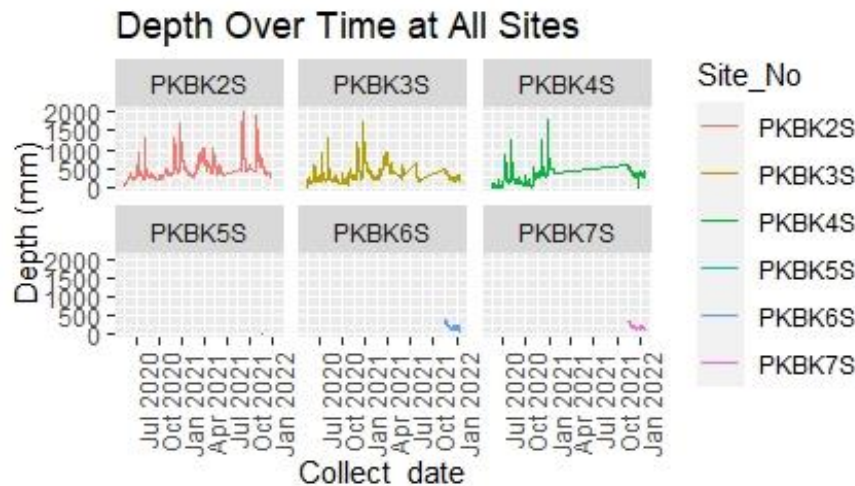 Depth Over Time at All Sites
PKBK2S PKBK3S PKBK4S
2000
1500
1000
500
0
PKBK5S PKBK6S PKBK7S
2000
1500
1000
500
0
Depth (mm)
Jul 2020 Oct 2020 Jan 2021 Apr 2021 Jul 2021 Oct 2021 Jan 2022
Jul 2020 Oct 2020 Jan 2021 Apr 2021 Jul 2021 Oct 2021 Jan 2022
Jul 2020 Oct 2020 Jan 2021 Apr 2021 Jul 2021 Oct 2021 Jan 2022
Collect_date
Site_No
PKBK2S
PKBK3S
PKBK4S
PKBK5S
PKBK6S
PKBK7S